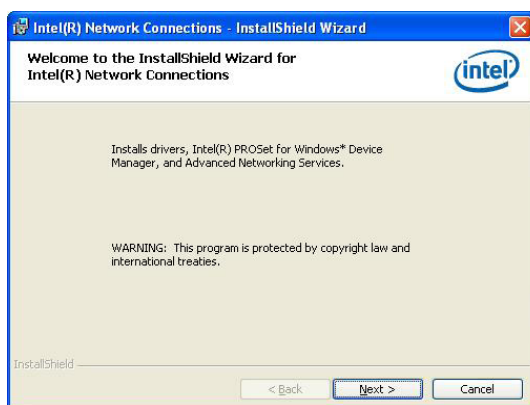 Intel(R) Network Connections - InstallShield Wizard
Welcome to the InstallShield Wizard for
Intel(R) Network Connections
intel
Installs drivers, Intel(R) PROSet for Windows* Device
Manager, and Advanced Networking Services.
WARNING: This program is protected by copyright law and
international treaties.
InstallShield
< Back
Next >
Cancel